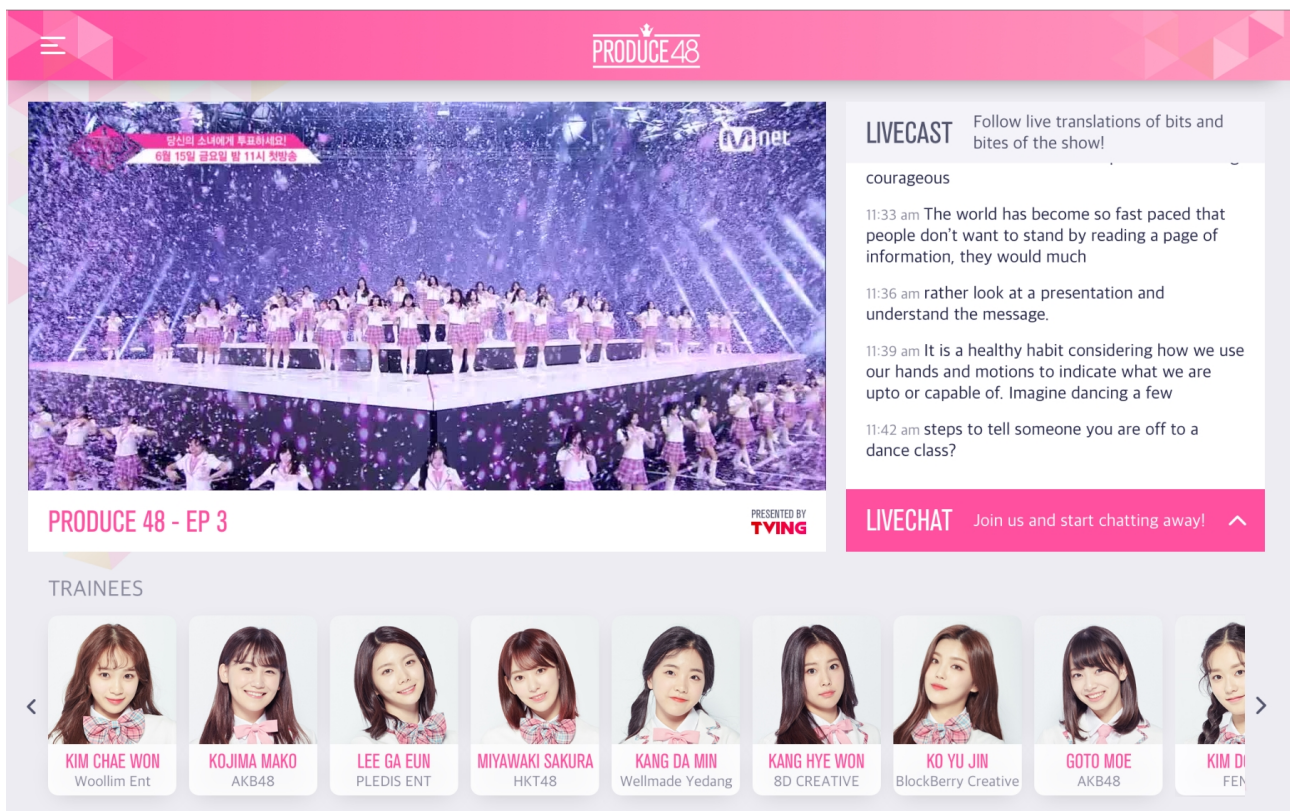 PRODUCE 48
당신의 소녀에게 투표하세요!
6월 15일 금요일 밤 11시 첫방송
Mnet
PRODUCE 48 - EP 3
PRESENTED BY
TVING
LIVECAST
Follow live translations of bits and
bites of the show!
courageous
11:33 am The world has become so fast paced that
people don’t want to stand by reading a page of
information, they would much
11:36 am rather look at a presentation and
understand the message.
11:39 am It is a healthy habit considering how we use
our hands and motions to indicate what we are
upto or capable of. Imagine dancing a few
11:42 am steps to tell someone you are off to a
dance class?
LIVECHAT
Join us and start chatting away!
TRAINEES
KIM CHAE WON
Woollim Ent
KOJIMA MAKO
AKB48
LEE GA EUN
PLEDIS ENT
MIYAWAKI SAKURA
HKT48
KANG DA MIN
Wellmade Yedang
KANG HYE WON
8D CREATIVE
KO YU JIN
BlockBerry Creative
GOTO MOE
AKB48
KIM